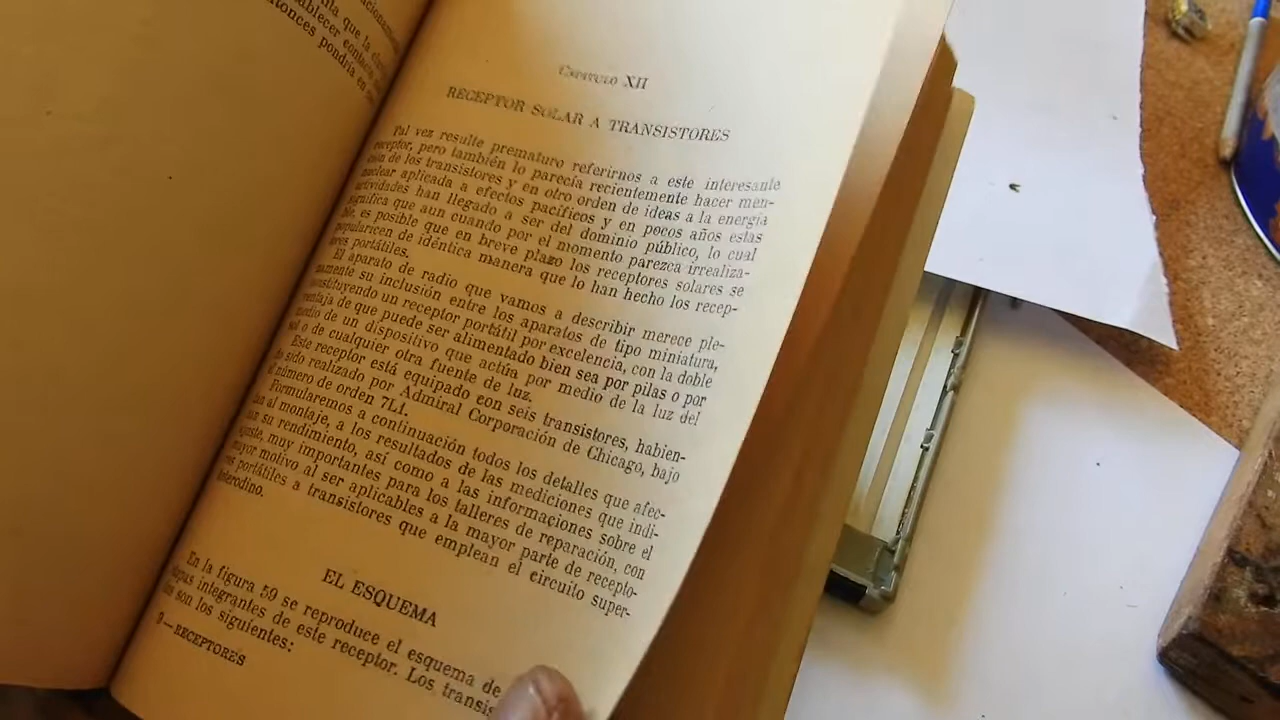 cionamien
lla que la
establecer contacto
tonces pondría en
Capítulo XII
RECEPTOR SOLAR A TRANSISTORES
Tal vez resulte prematuro referirnos a este interesante
receptor, pero también lo parecía recientemente hacer men-
ción de los transistores y en otro orden de ideas a la energía
nuclear aplicada a efectos pacíficos y en pocos años estas
actividades han llegado a ser del dominio público, lo cual
significa que aun cuando por el momento parezca irrealiza-
ble, es posible que en breve plazo los receptores solares se
popularicen de idéntica manera que lo han hecho los recep-
tores portátiles.
El aparato de radio que vamos a describir merece ple-
namente su inclusión entre los aparatos de tipo miniatura,
constituyendo un receptor portátil por excelencia, con la doble
ventaja de que puede ser alimentado bien sea por pilas o por
medio de un dispositivo que actúa por medio de la luz del
sol o de cualquier otra fuente de luz.
Este receptor está equipado con seis transistores, habien-
do sido realizado por Admiral Corporación de Chicago, bajo
el número de orden 7L1.
Formularemos a continuación todos los detalles que afec-
tan al montaje, a los resultados de las mediciones que indi-
can su rendimiento, así como a las informaciones sobre el
ajuste, muy importantes para los talleres de reparación, con
mayor motivo al ser aplicables a la mayor parte de recepto-
res portátiles a transistores que emplean el circuito super-
heterodino.
EL ESQUEMA
En la figura 59 se reproduce el esquema de
etapas integrantes de este receptor. Los transis
son los siguientes:
9—RECEPTORES